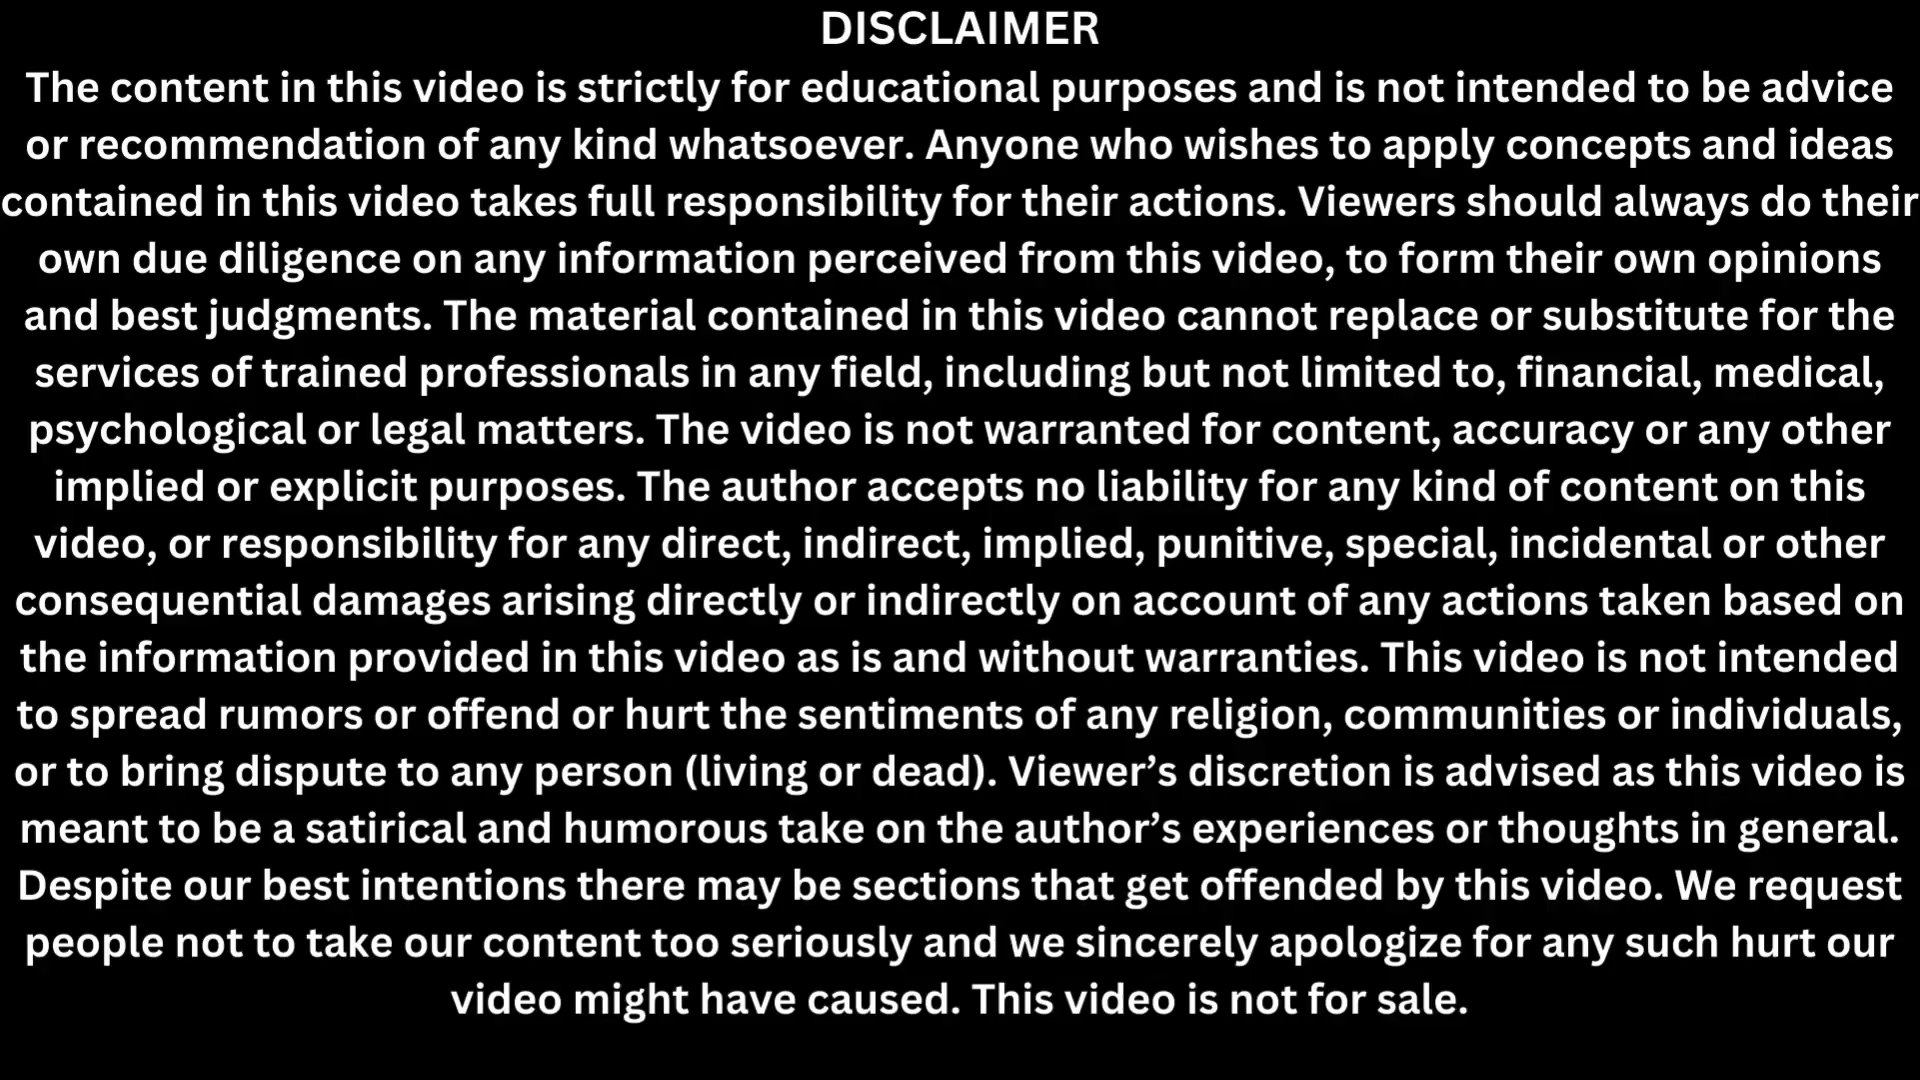 DISCLAIMER
The content in this video is strictly for educational purposes and is not intended to be advice
or recommendation of any kind whatsoever. Anyone who wishes to apply concepts and ideas
contained in this video takes full responsibility for their actions. Viewers should always do their
own due diligence on any information perceived from this video, to form their own opinions
and best judgments. The material contained in this video cannot replace or substitute for the
services of trained professionals in any field, including but not limited to, financial, medical,
psychological or legal matters. The video is not warranted for content, accuracy or any other
implied or explicit purposes. The author accepts no liability for any kind of content on this
video, or responsibility for any direct, indirect, implied, punitive, special, incidental or other
consequential damages arising directly or indirectly on account of any actions taken based on
the information provided in this video as is and without warranties. This video is not intended
to spread rumors or offend or hurt the sentiments of any religion, communities or individuals,
or to bring dispute to any person (living or dead). Viewer’s discretion is advised as this video is
meant to be a satirical and humorous take on the author’s experiences or thoughts in general.
Despite our best intentions there may be sections that get offended by this video. We request
people not to take our content too seriously and we sincerely apologize for any such hurt our
video might have caused. This video is not for sale.